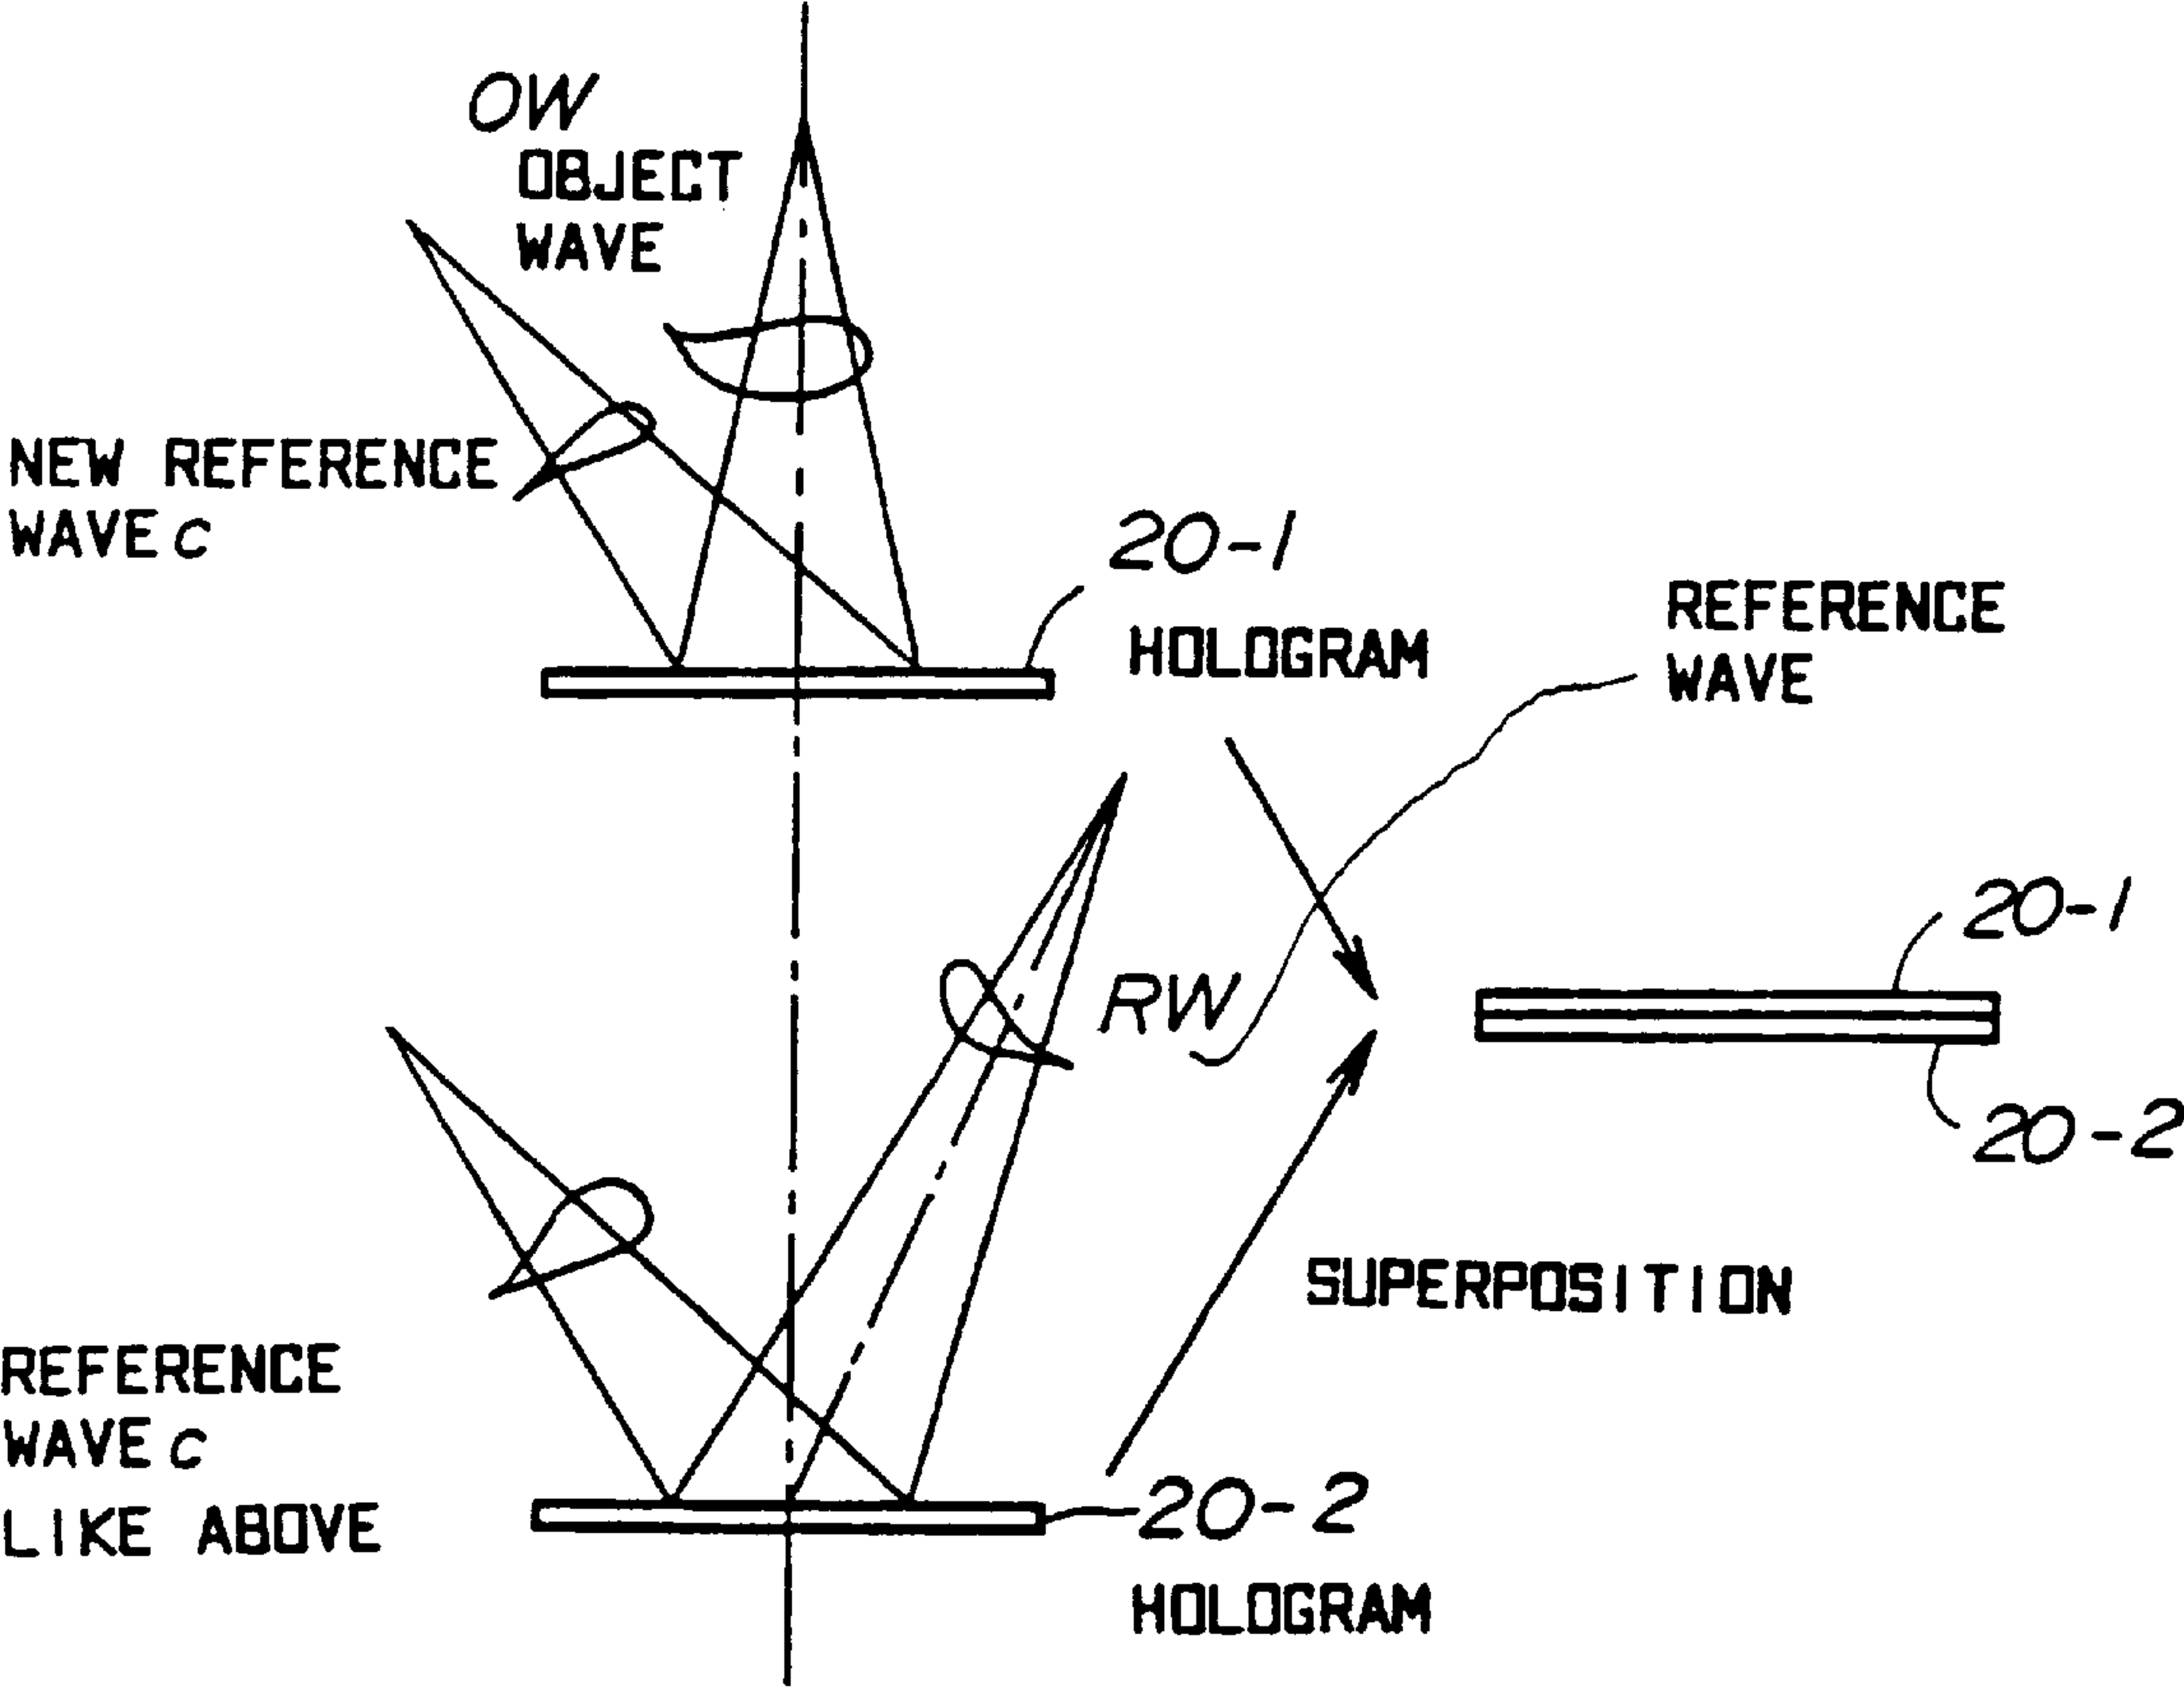 OW
OBJECT
WAVE
NEW REFERENCE
WAVE C
20-1
HOLOGRAM
REFERENCE
WAVE
RW
20-1
20-2
SUPERPOSITION
REFERENCE
WAVE C
LIKE ABOVE
20-2
HOLOGRAM